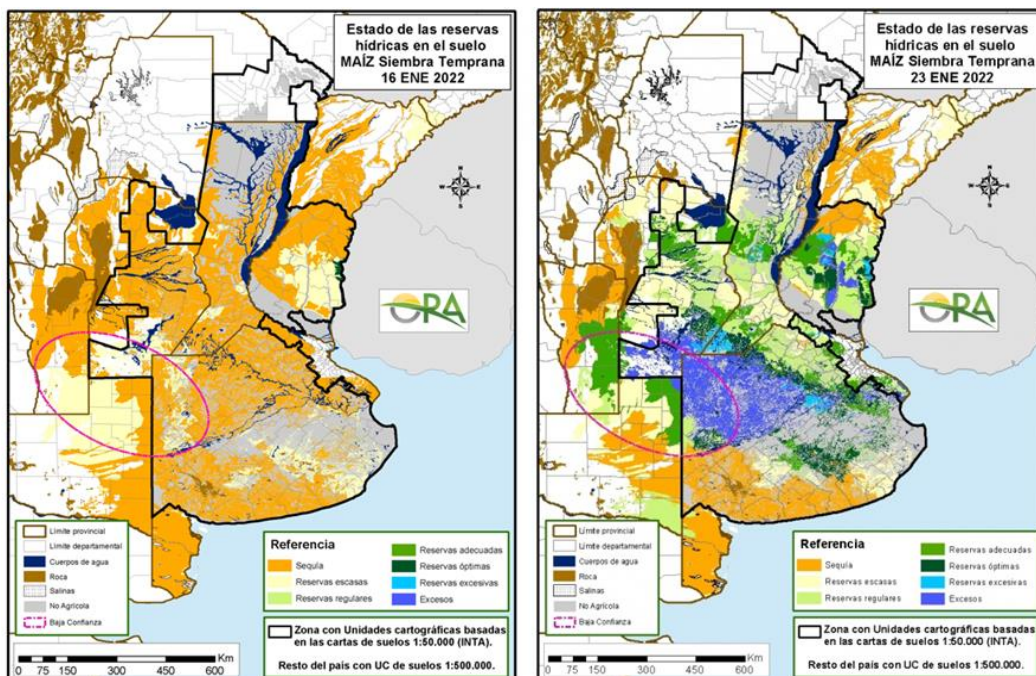 Estado de las reservas
hídricas en el suelo
MAÍZ Siembra Temprana
16 ENE 2022
N
W
E
S
ORA
Límite provincial
Límite departamental
Cuerpos de agua
Roca
Salinas
No Agrícola
Baja Confianza
Referencia
Sequía
Reservas escasas
Reservas regulares
Reservas adecuadas
Reservas óptimas
Reservas excesivas
Excesos
Zona con Unidades cartográficas basadas
en las cartas de suelos 1:50.000 (INTA).
Resto del país con UC de suelos 1:500.000.
Km
0 75 150 300 450 600
Estado de las reservas
hídricas en el suelo
MAÍZ Siembra Temprana
23 ENE 2022
N
W
E
S
ORA
Límite provincial
Límite departamental
Cuerpos de agua
Roca
Salinas
No Agrícola
Baja Confianza
Referencia
Sequía
Reservas escasas
Reservas regulares
Reservas adecuadas
Reservas óptimas
Reservas excesivas
Excesos
Zona con Unidades cartográficas basadas
en las cartas de suelos 1:50.000 (INTA).
Resto del país con UC de suelos 1:500.000.
Km
0 75 150 300 450 600